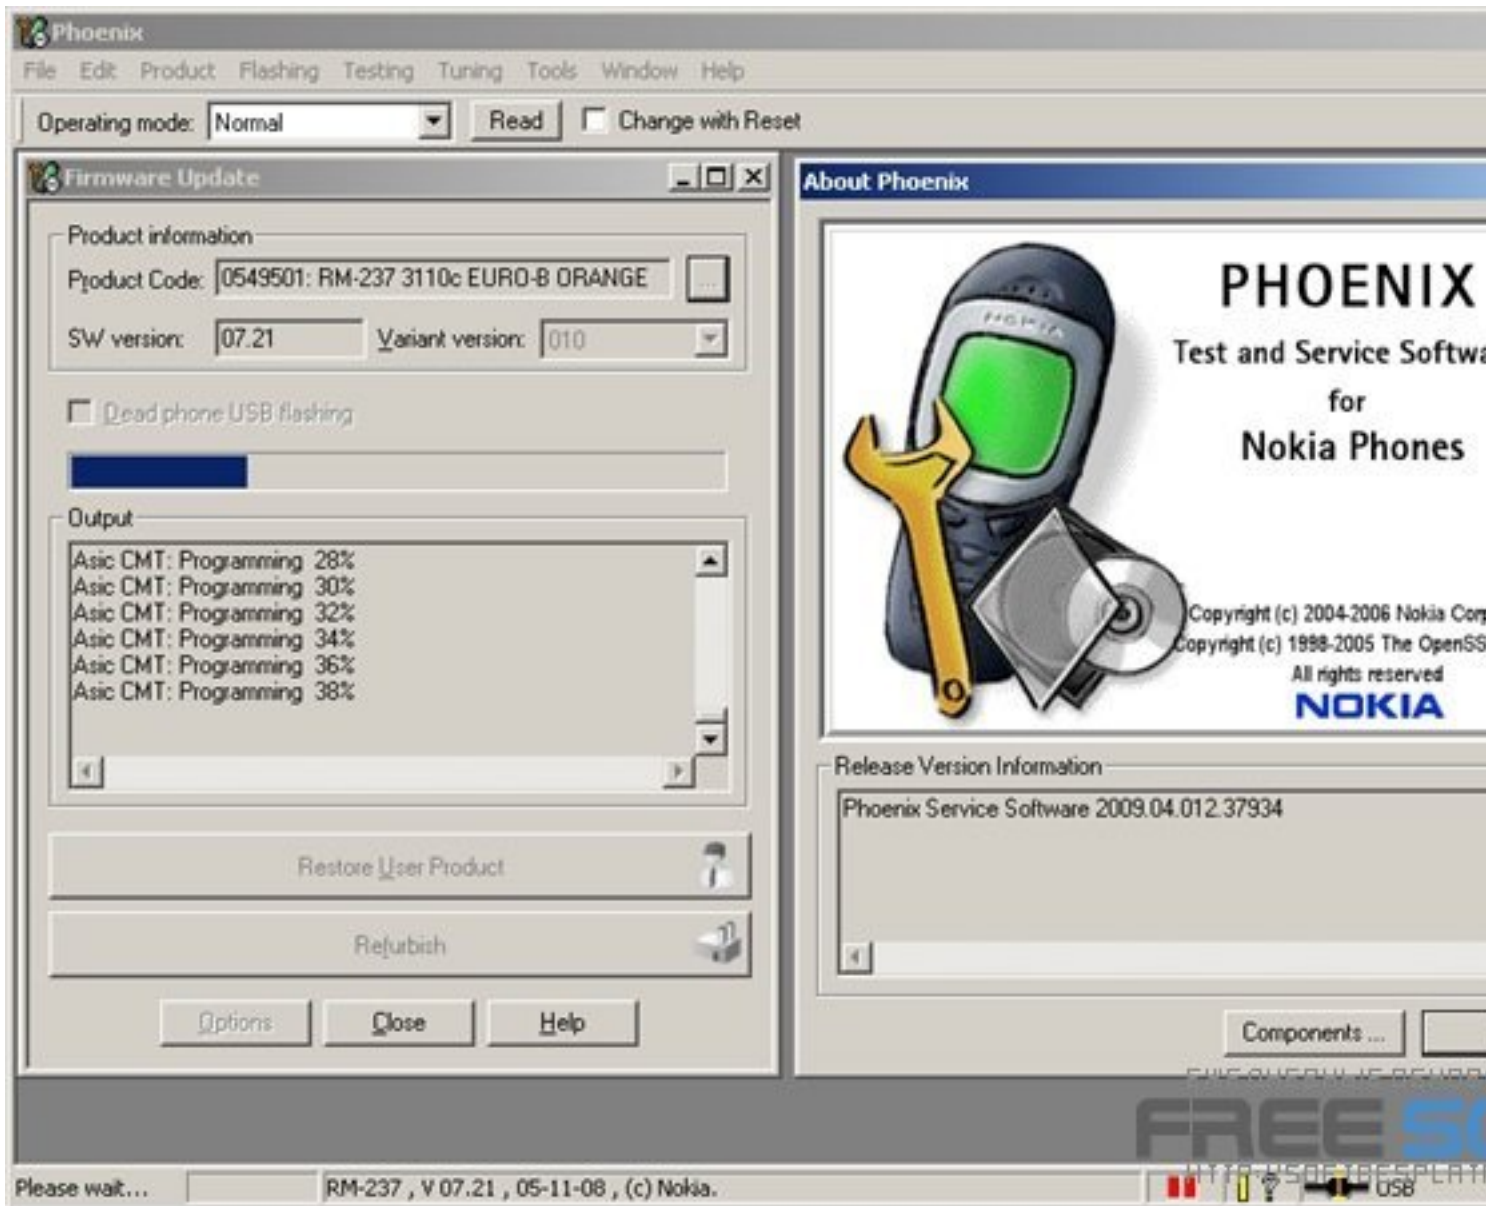 Phoenix
File Edit Product Flashing Testing Tuning Tools Window Help
Operating mode: Normal Read Change with Reset
Firmware Update
Product information
Product Code: 0549501: RM-237 3110c EURO-B ORANGE ...
SW version: 07.21 Variant version: 010
Dead phone USB flashing
Output
Asic CMT: Programming 28%
Asic CMT: Programming 30%
Asic CMT: Programming 32%
Asic CMT: Programming 34%
Asic CMT: Programming 36%
Asic CMT: Programming 38%
Restore User Product
Refurbish
Options Close Help
About Phoenix
NOKIA
PHOENIX
Test and Service Softwa
for
Nokia Phones
Copyright (c) 2004-2006 Nokia Corp
Copyright (c) 1998-2005 The OpenSS
All rights reserved
NOKIA
Release Version Information
Phoenix Service Software 2009.04.012.37934
Components ...
FREE SO
Please wait... RM-237 , V 07.21 , 05-11-08 , (c) Nokia. USB